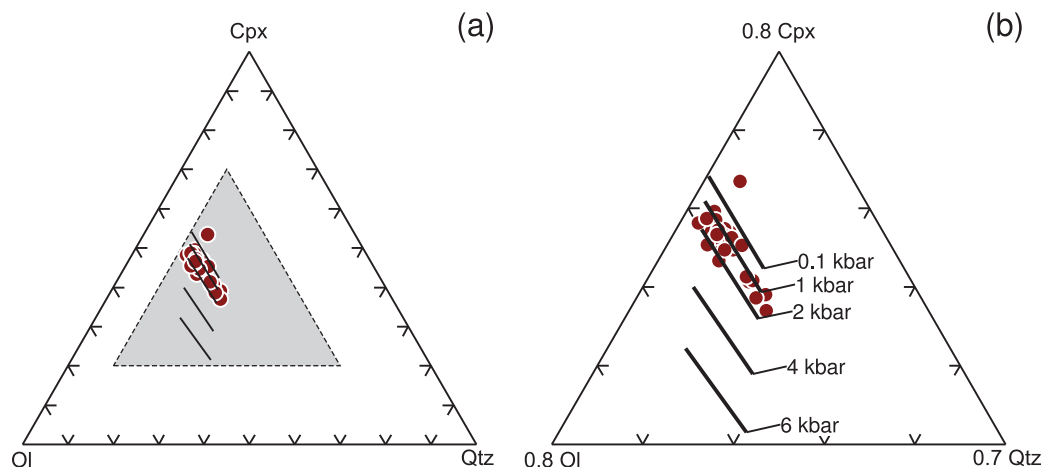 (a)
Cpx
Ol
Qtz
(b)
0.8 Cpx
0.1 kbar
1 kbar
2 kbar
4 kbar
6 kbar
0.8 Ol
0.7 Qtz